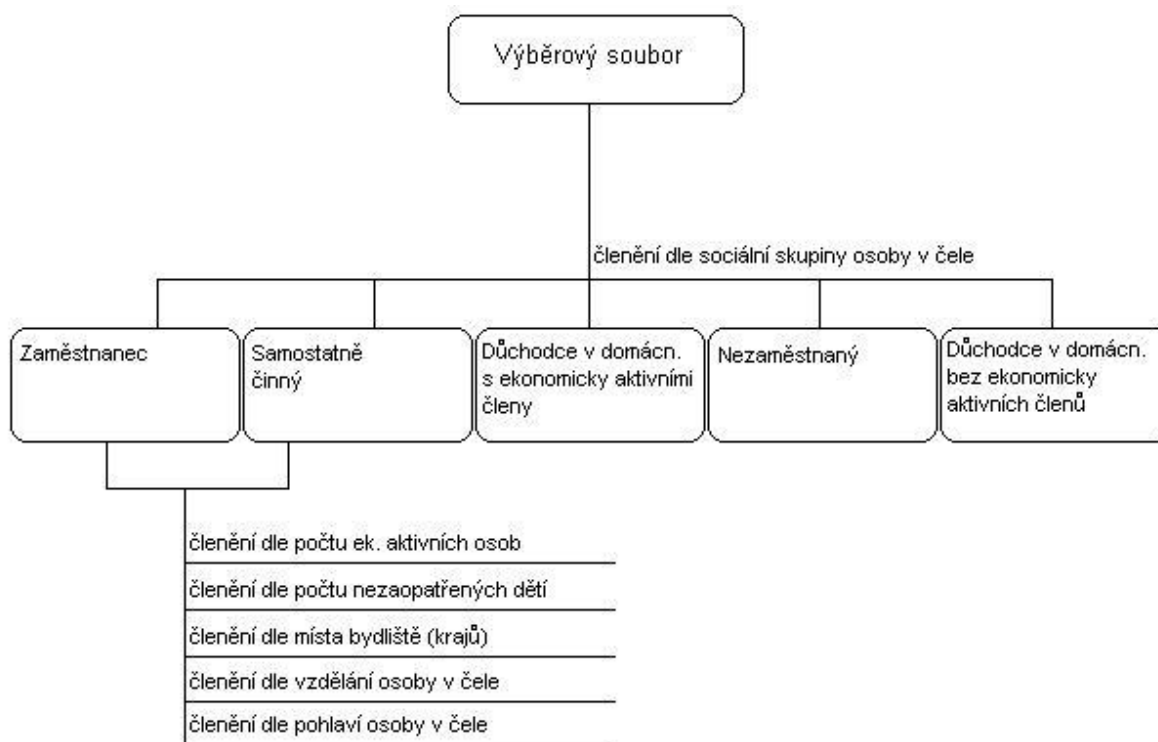 Výběrový soubor
členění dle sociální skupiny osoby v čele
Zaměstnanec
Samostatně
činný
Důchodce v domácn.
s ekonomicky aktivními
členy
Nezaměstnaný
Důchodce v domácn.
bez ekonomicky
aktivních členů
členění dle počtu ek. aktivních osob
členění dle počtu nezaopatřených dětí
členění dle místa bydliště (krajů)
členění dle vzdělání osoby v čele
členění dle pohlaví osoby v čele